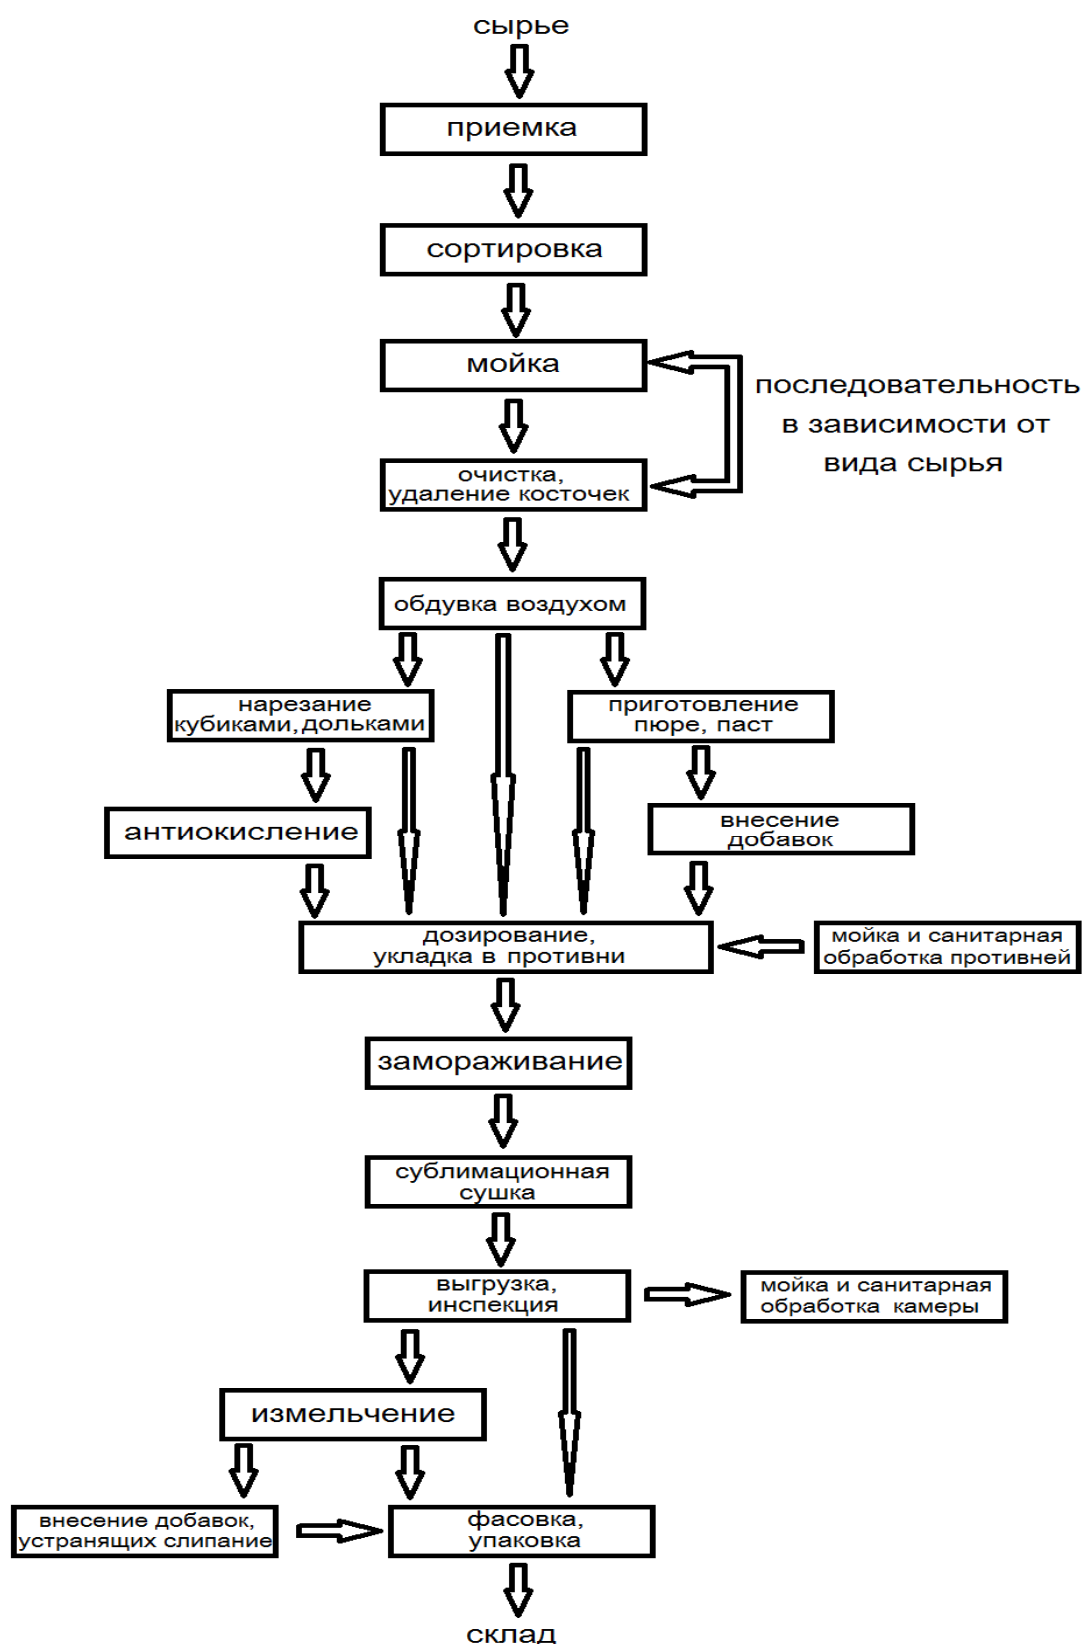 сырье
приемка
сортировка
мойка
последовательность
в зависимости от
вида сырья
очистка,
удаление косточек
обдувка воздухом
нарезание
кубиками, дольками
приготовление
пюре, паст
антиокисление
внесение
добавок
дозирование,
укладка в противни
мойка и санитарная
обработка противней
замораживание
сублимационная
сушка
выгрузка,
инспекция
мойка и санитарная
обработка камеры
измельчение
внесение добавок,
устранящих слипание
фасовка,
упаковка
склад